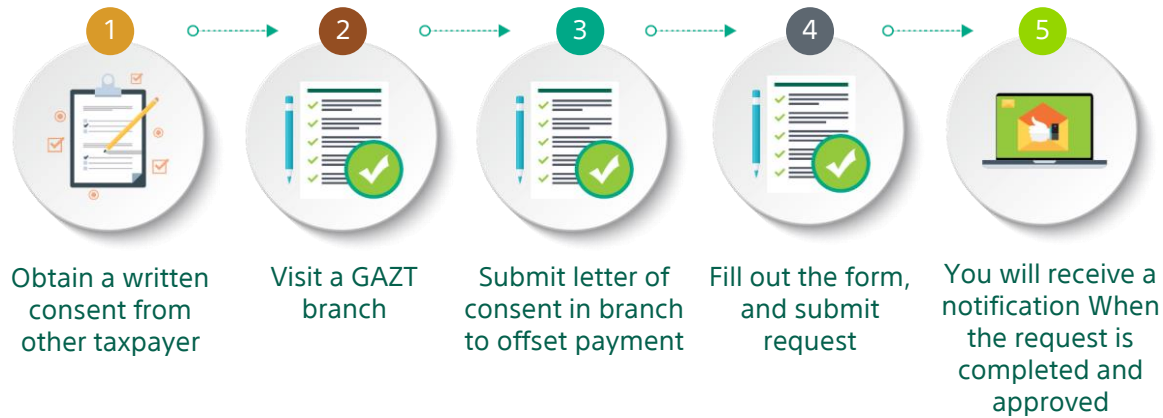 1
2
3
4
5
Obtain a written
consent from
other taxpayer
Visit a GAZT
branch
Submit letter of
consent in branch
to offset payment
Fill out the form,
and submit
request
You will receive a
notification When
the request is
completed and
approved